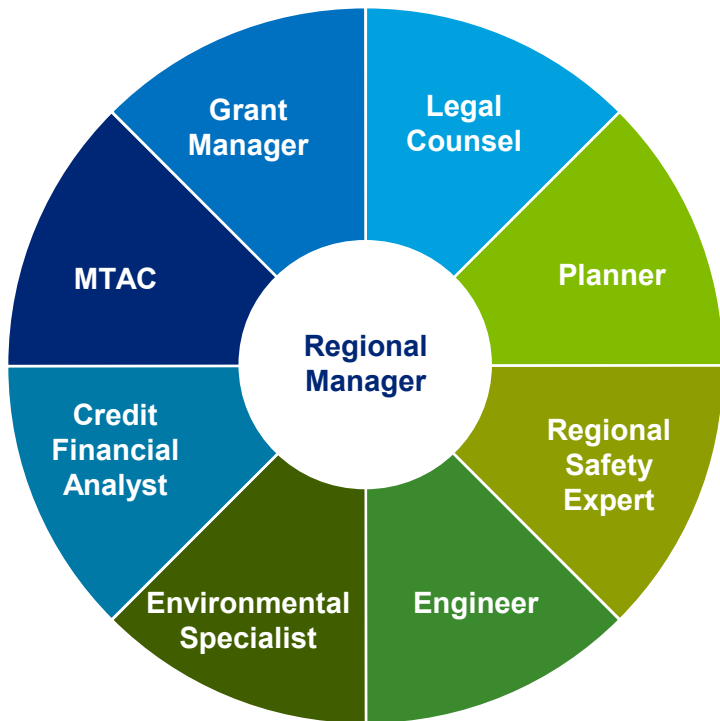 Grant
Manager
Legal
Counsel
MTAC
Planner
Regional
Manager
Credit
Financial
Analyst
Regional
Safety
Expert
Environmental
Specialist
Engineer